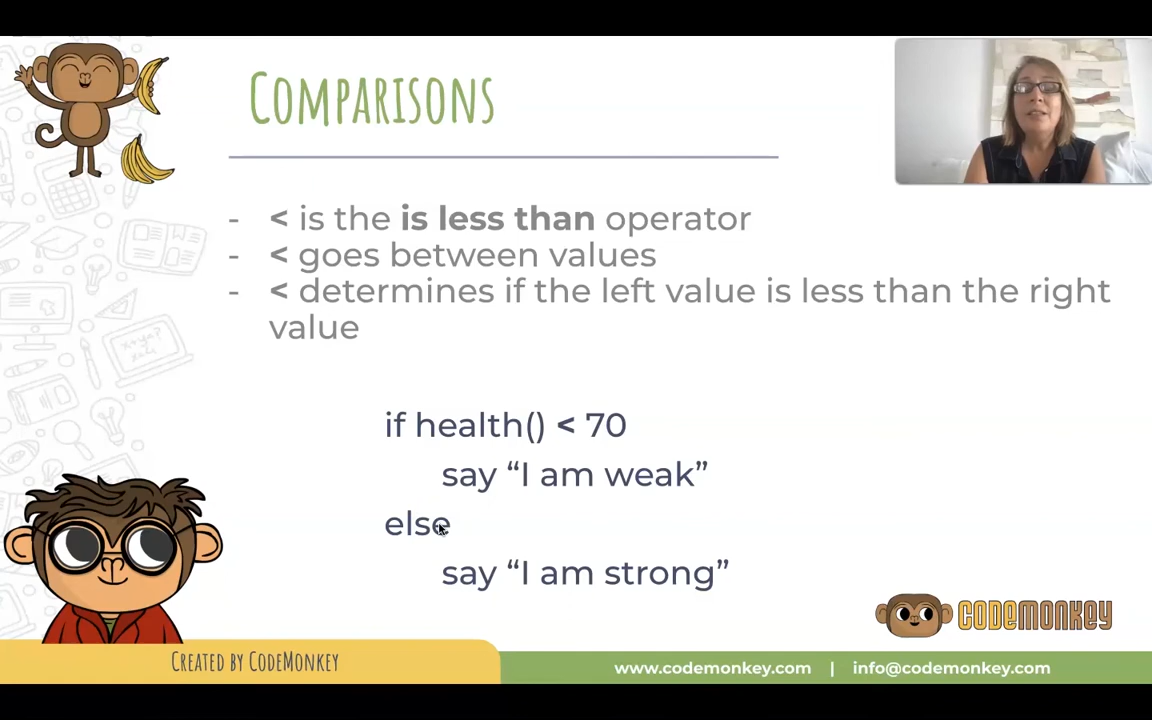 COMPARISONS
- < is the is less than operator
- < goes between values
- < determines if the left value is less than the right
value
if health() < 70
say “I am weak”
else
say “I am strong”
CODEMONKEY
CREATED BY CODEMONKEY
www.codemonkey.com | info@codemonkey.com